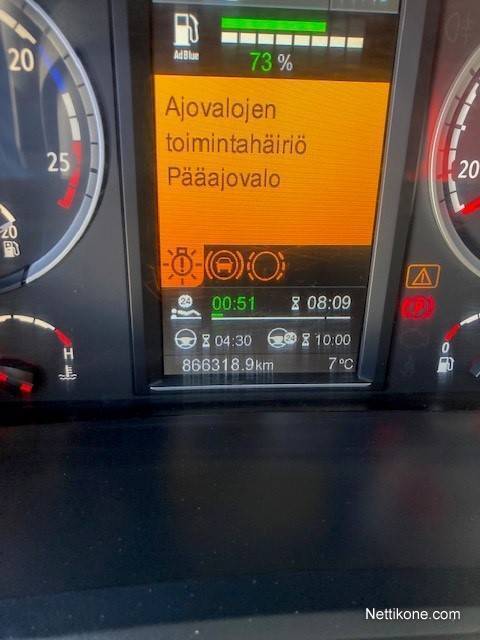 AdBlue
73 %
Ajovalojen
toimintahäiriö
Pääajovalo
20
25
20
20
24
00:51 08:09
04:30 24 10:00
866318.9km 7°C
H
0
Nettikone.com